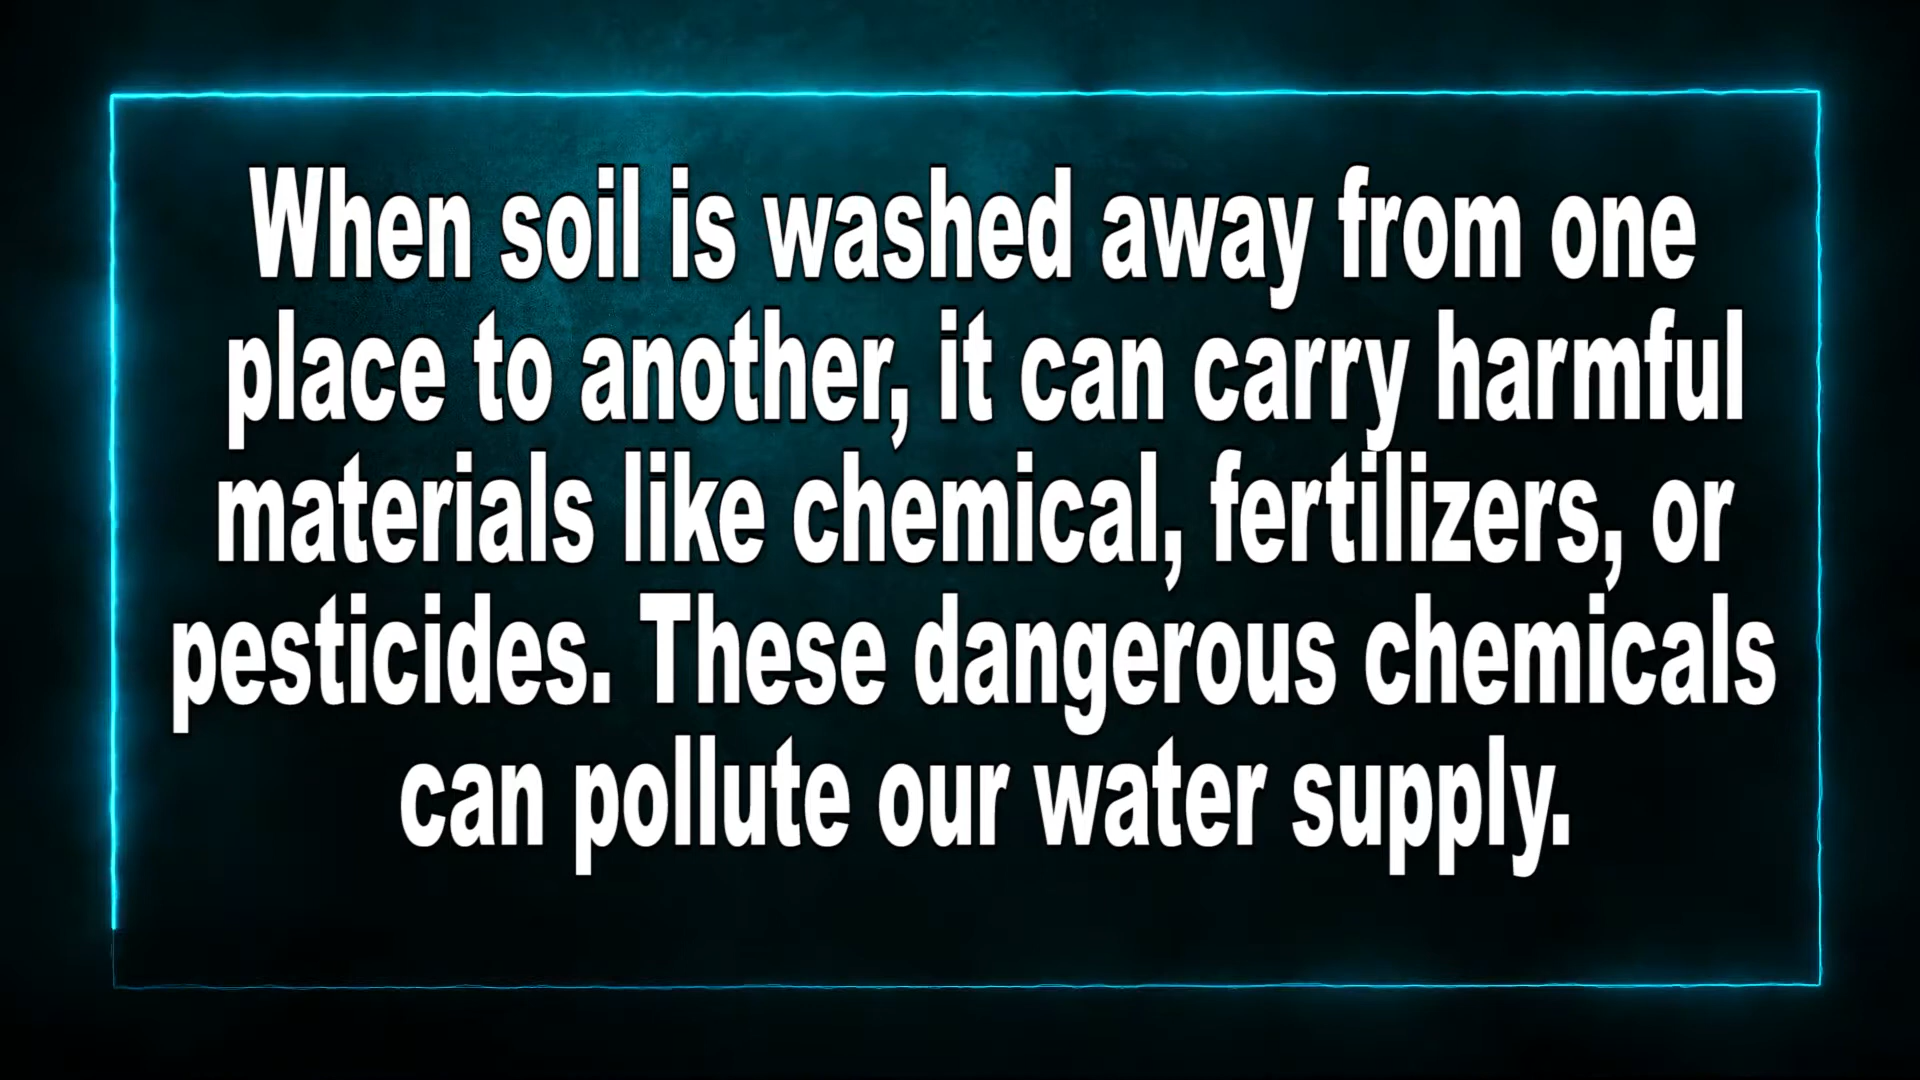 When soil is washed away from one
place to another, it can carry harmful
materials like chemical, fertilizers, or
pesticides. These dangerous chemicals
can pollute our water supply.